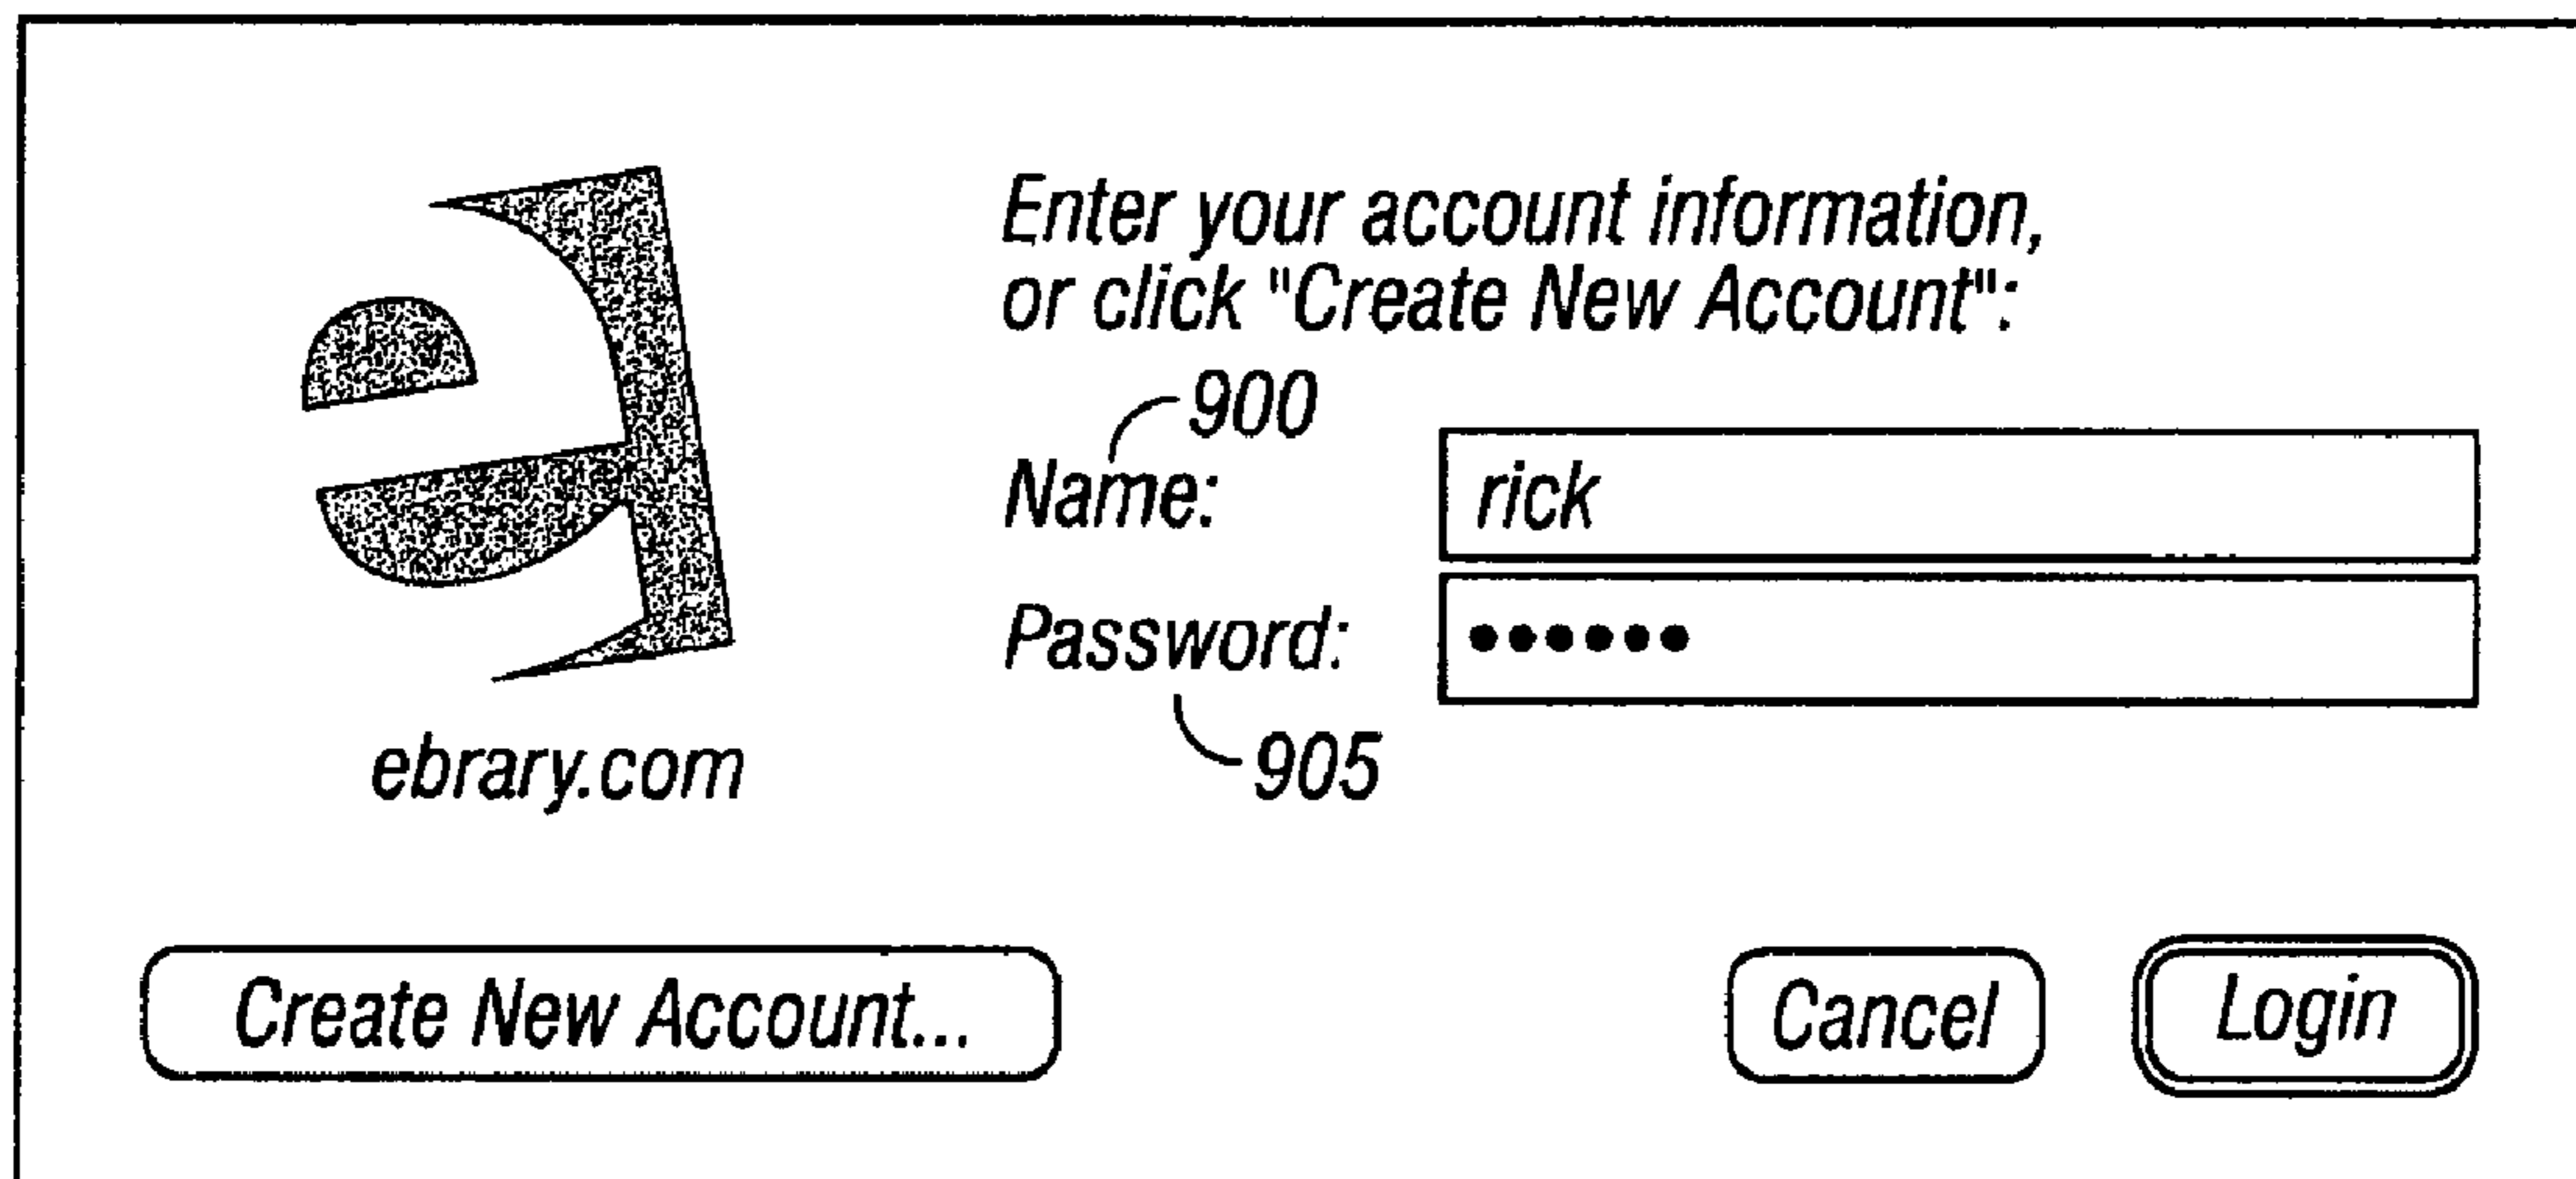 Enter your account information,
or click "Create New Account":
900
Name: rick
Password: ••••••
905
ebrary.com
Create New Account... Cancel Login